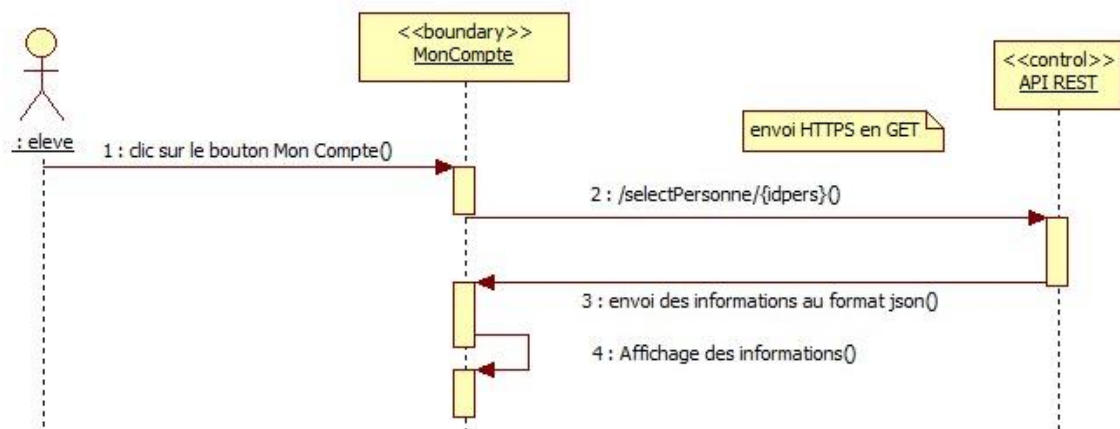 <<boundary>>
MonCompte
<<control>>
API REST
: eleve
envoi HTTPS en GET
1 : clic sur le bouton Mon Compte()
2 : /selectPersonne/{idpers}()
3 : envoi des informations au format json()
4 : Affichage des informations()